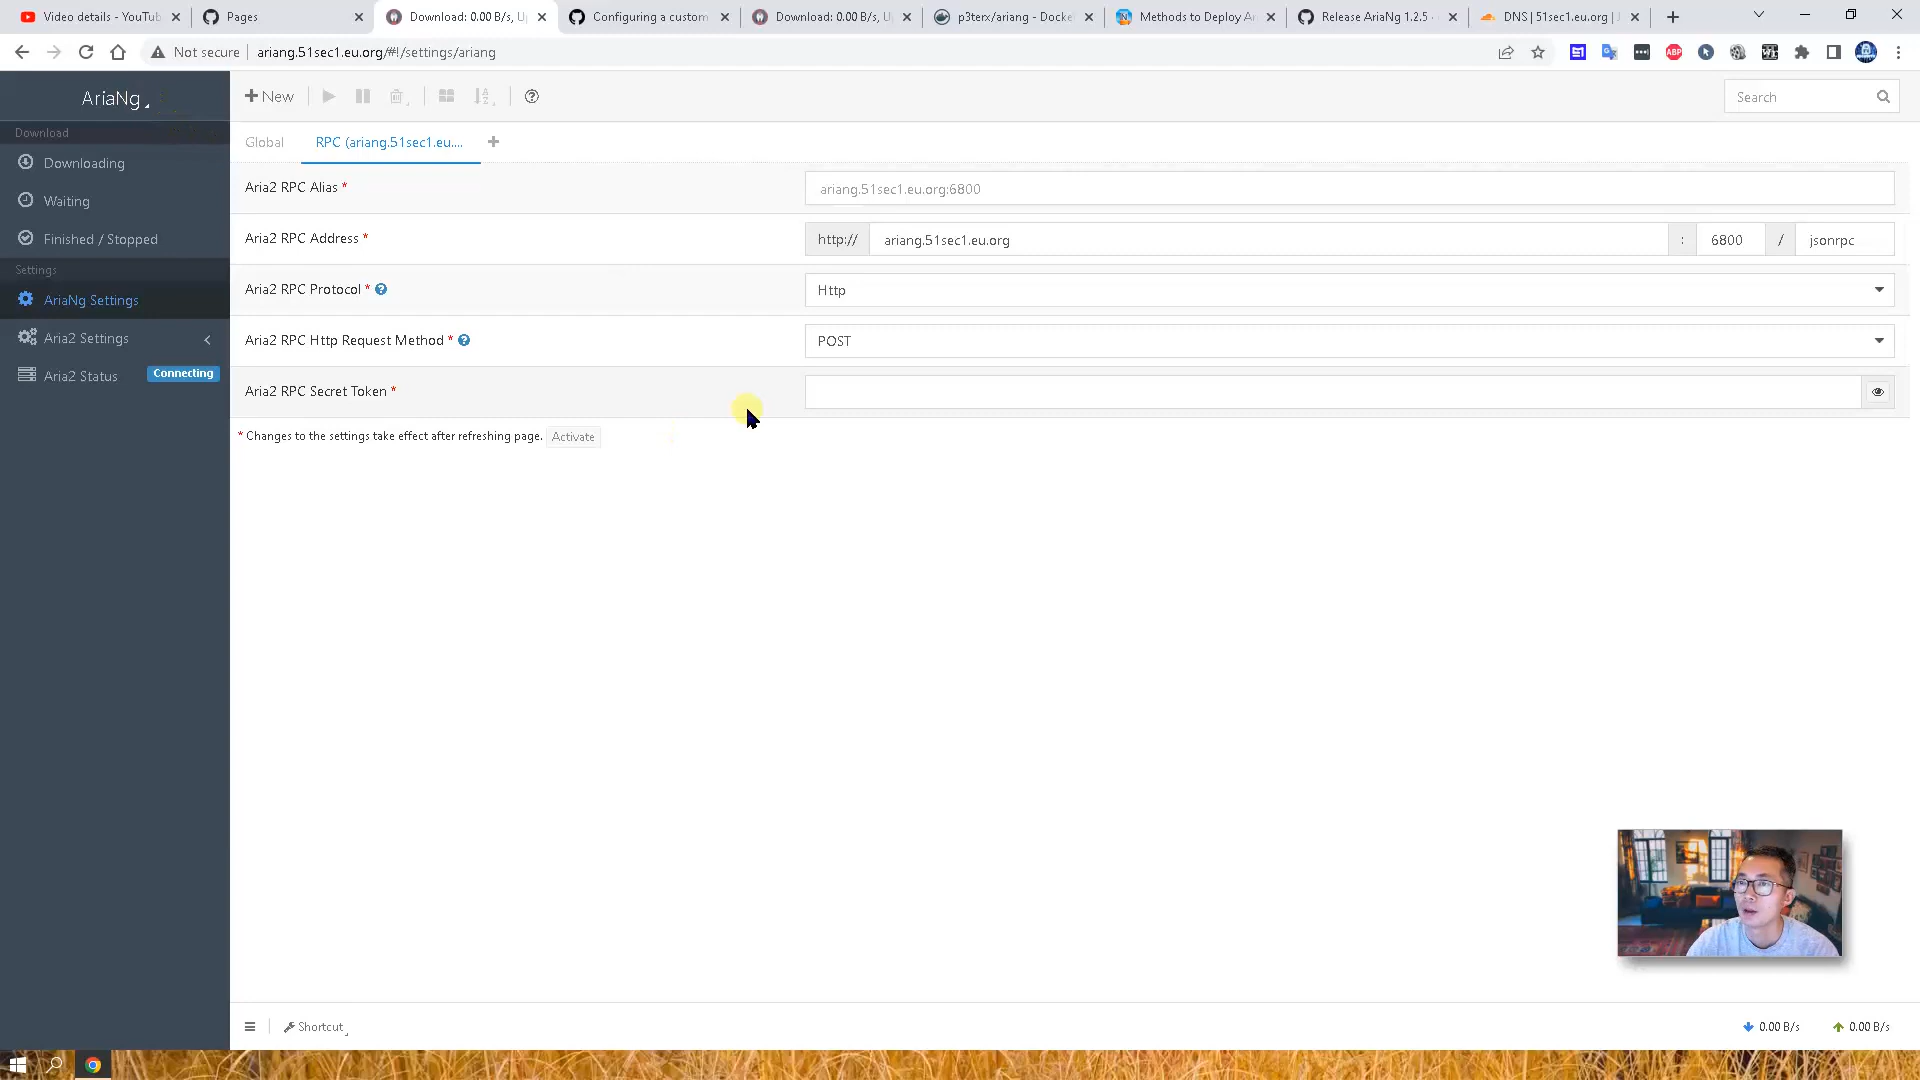 Video details - YouTub
Pages
Download: 0.00 B/s, U
Configuring a custom
Download: 0.00 B/s, U
p3terx/ariang - Docke
Methods to Deploy Ar
Release AriaNg 1.2.5 ·
DNS | 51sec1.eu.org |
Not secure
ariang.51sec1.eu.org/#!/settings/ariang
AriaNg
New
Search
Download
Downloading
Waiting
Finished / Stopped
Settings
AriaNg Settings
Aria2 Settings
Aria2 Status
Connecting
Global
RPC (ariang.51sec1.eu....
Aria2 RPC Alias *
ariang.51sec1.eu.org:6800
Aria2 RPC Address *
http:// ariang.51sec1.eu.org : 6800 / jsonrpc
Aria2 RPC Protocol *
Http
Aria2 RPC Http Request Method *
POST
Aria2 RPC Secret Token *
* Changes to the settings take effect after refreshing page. Activate
Shortcut
0.00 B/s
0.00 B/s